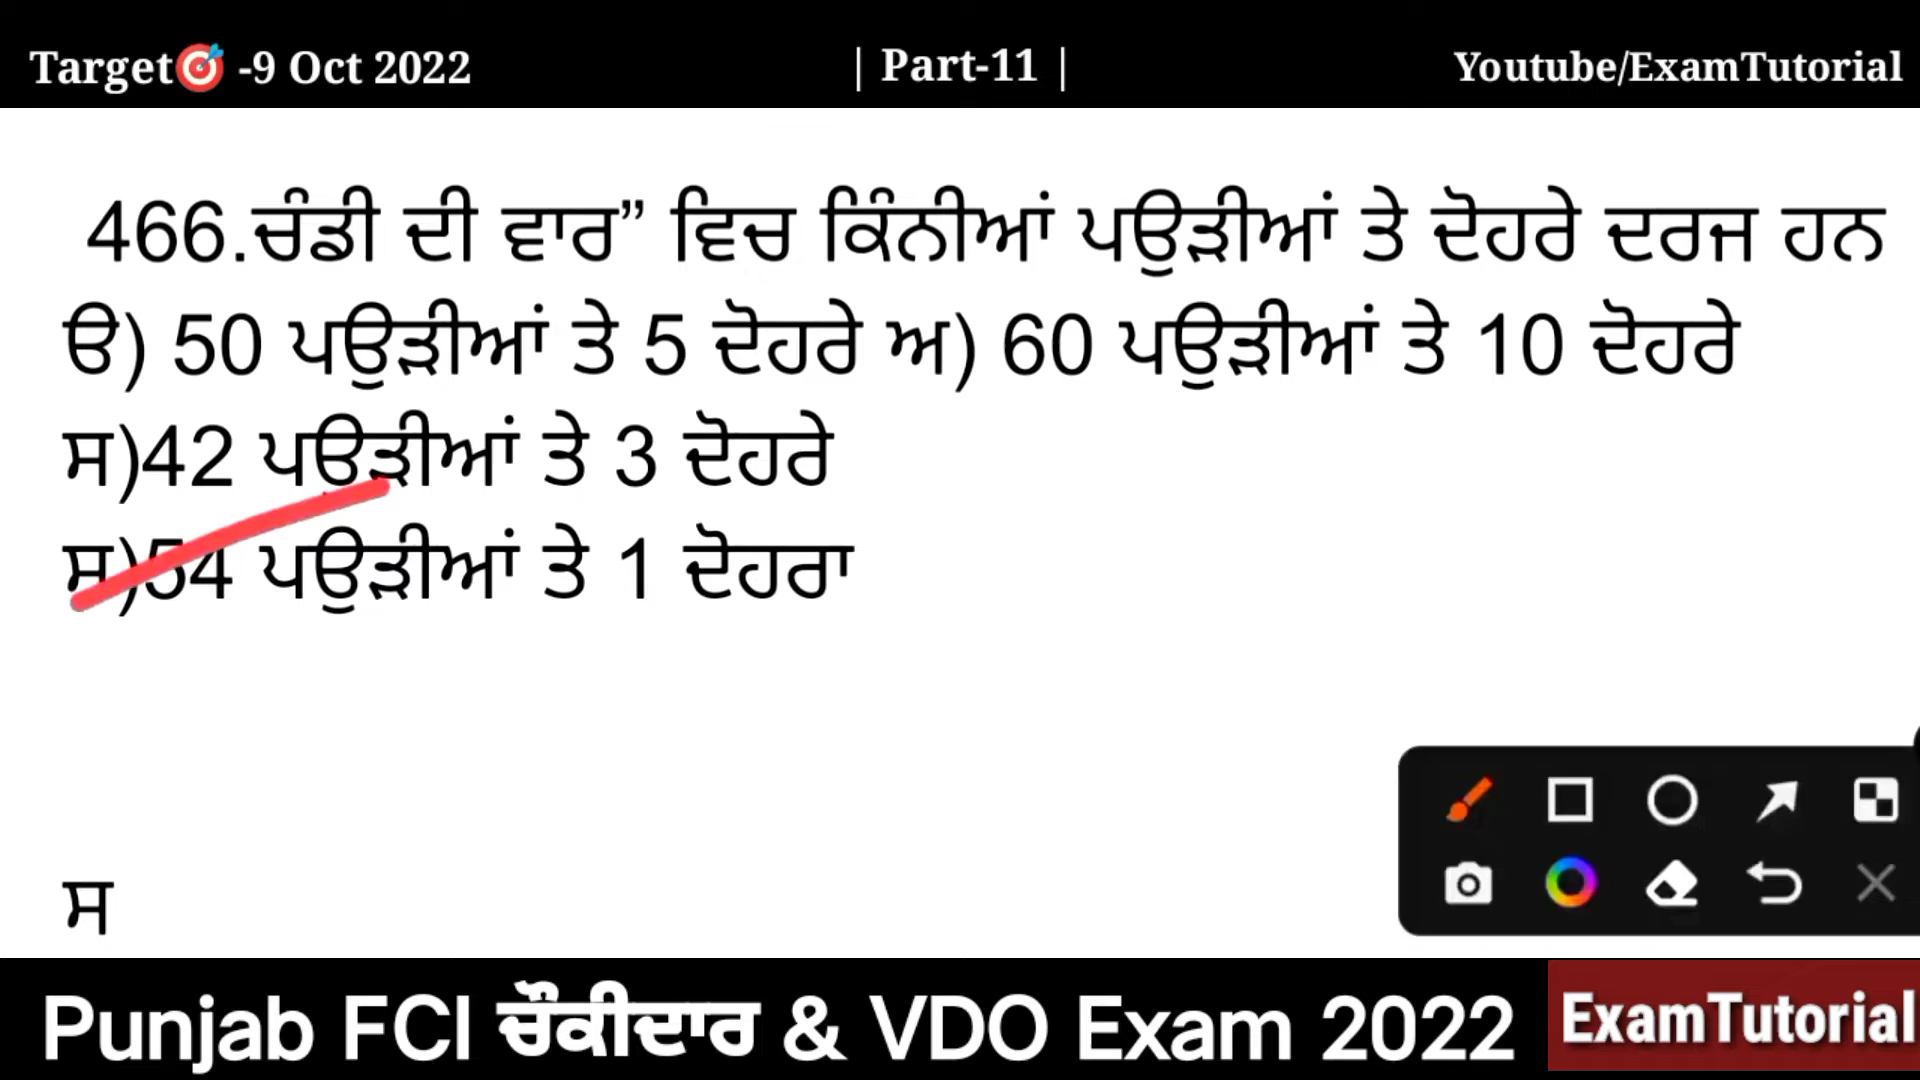 Target🎯 -9 Oct 2022
| Part-11 |
Youtube/ExamTutorial
466.ਚੰਡੀ ਦੀ ਵਾਰ” ਵਿਚ ਕਿੰਨੀਆਂ ਪਉੜੀਆਂ ਤੇ ਦੋਹਰੇ ਦਰਜ ਹਨ
ੳ) 50 ਪਉੜੀਆਂ ਤੇ 5 ਦੋਹਰੇ ਅ) 60 ਪਉੜੀਆਂ ਤੇ 10 ਦੋਹਰੇ
ਸ)42 ਪਉੜੀਆਂ ਤੇ 3 ਦੋਹਰੇ
ਸ)54 ਪਉੜੀਆਂ ਤੇ 1 ਦੋਹਰਾ
ਸ
Punjab FCI ਚੌਕੀਦਾਰ & VDO Exam 2022
ExamTutorial